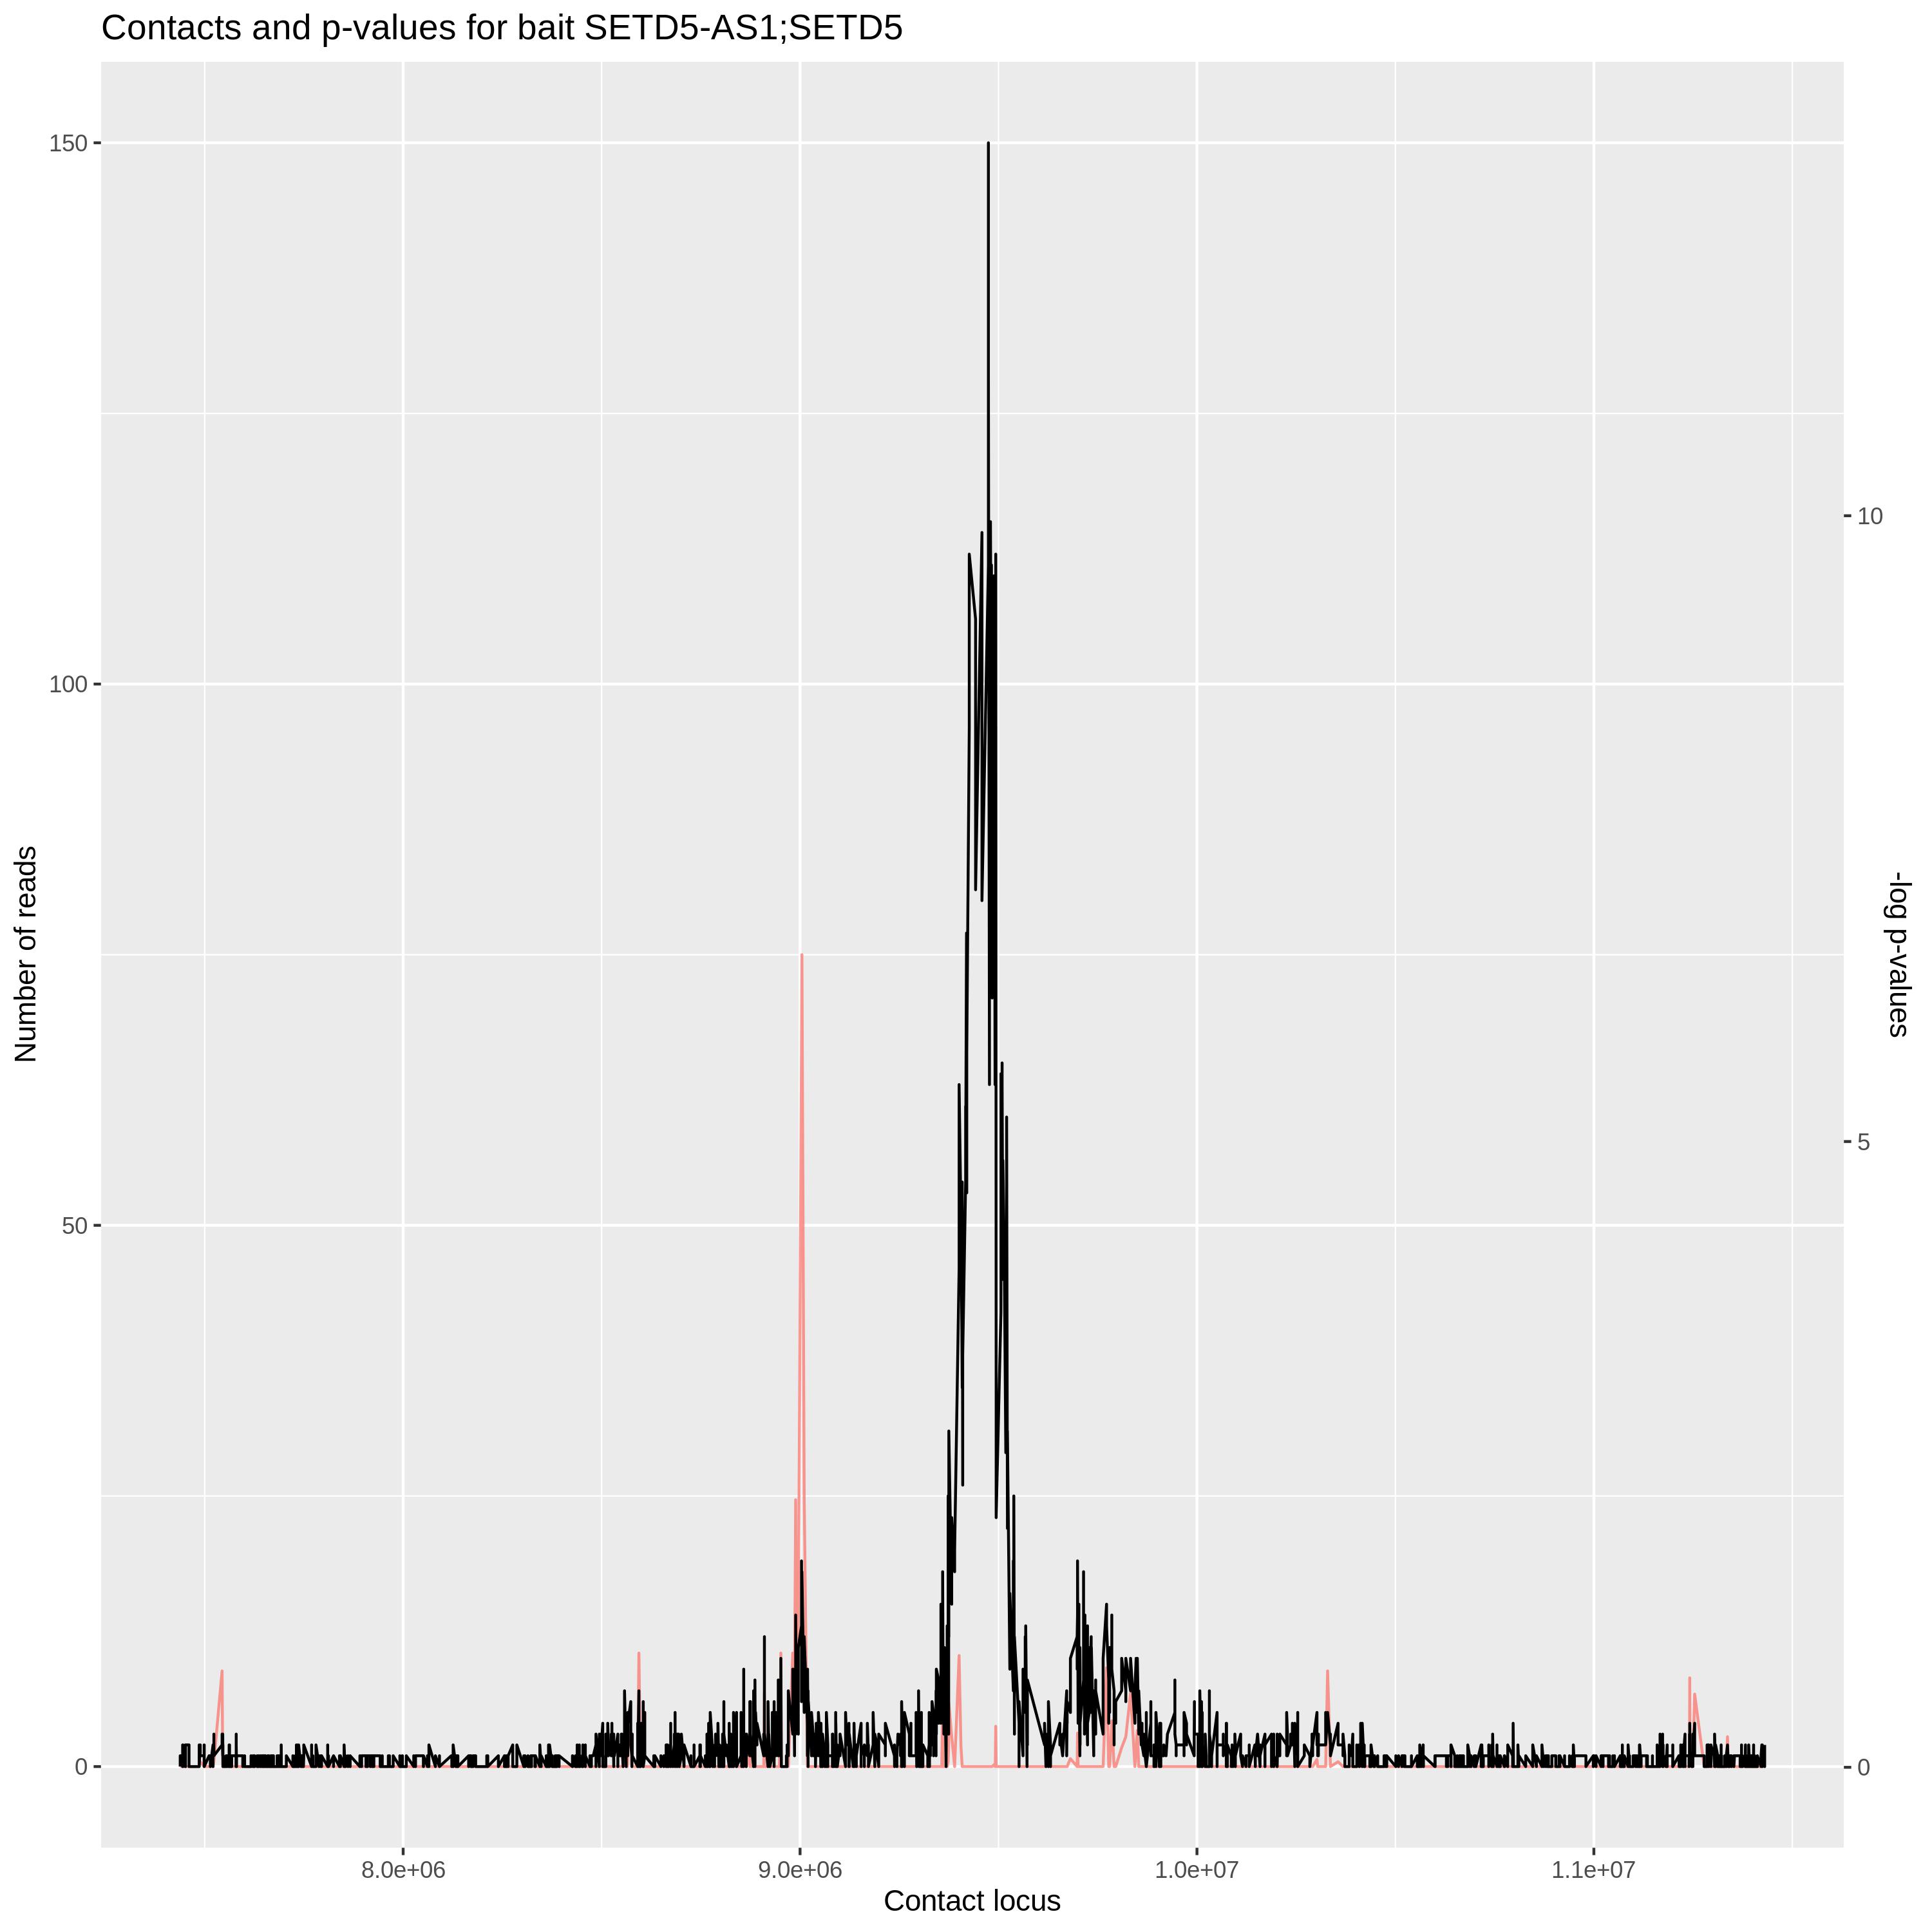 Contacts and p-values for bait SETD5-AS1;SETD5
150
100
50
0
Number of reads
10
5
0
-log p-values
8.0e+06
9.0e+06
1.0e+07
1.1e+07
Contact locus